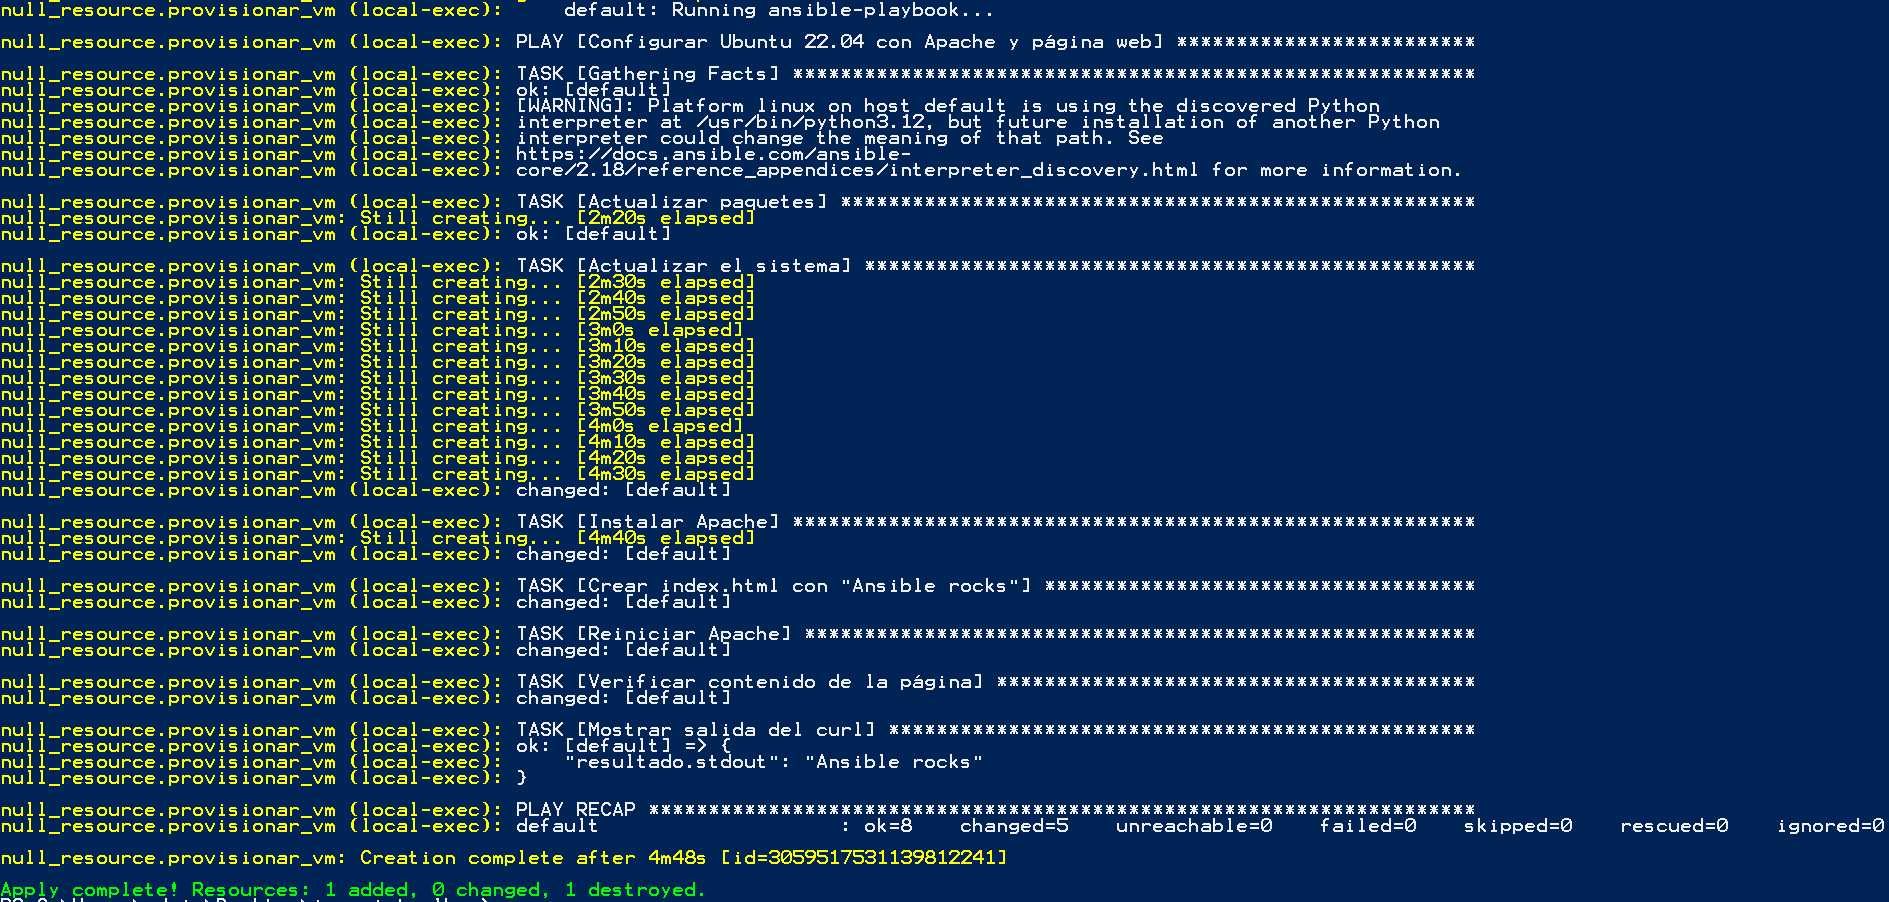 null_resource.provisionar_vm (local-exec):     default: Running ansible-playbook...
null_resource.provisionar_vm (local-exec): PLAY [Configurar Ubuntu 22.04 con Apache y página web] *************************
null_resource.provisionar_vm (local-exec): TASK [Gathering Facts] *********************************************************
null_resource.provisionar_vm (local-exec): ok: [default]
null_resource.provisionar_vm (local-exec): [WARNING]: Platform linux on host default is using the discovered Python
null_resource.provisionar_vm (local-exec): interpreter at /usr/bin/python3.12, but future installation of another Python
null_resource.provisionar_vm (local-exec): interpreter could change the meaning of that path. See
null_resource.provisionar_vm (local-exec): https://docs.ansible.com/ansible-
null_resource.provisionar_vm (local-exec): core/2.18/reference_appendices/interpreter_discovery.html for more information.
null_resource.provisionar_vm (local-exec): TASK [Actualizar paquetes] *****************************************************
null_resource.provisionar_vm: Still creating... [2m20s elapsed]
null_resource.provisionar_vm (local-exec): ok: [default]
null_resource.provisionar_vm (local-exec): TASK [Actualizar el sistema] ***************************************************
null_resource.provisionar_vm: Still creating... [2m30s elapsed]
null_resource.provisionar_vm: Still creating... [2m40s elapsed]
null_resource.provisionar_vm: Still creating... [2m50s elapsed]
null_resource.provisionar_vm: Still creating... [3m0s elapsed]
null_resource.provisionar_vm: Still creating... [3m10s elapsed]
null_resource.provisionar_vm: Still creating... [3m20s elapsed]
null_resource.provisionar_vm: Still creating... [3m30s elapsed]
null_resource.provisionar_vm: Still creating... [3m40s elapsed]
null_resource.provisionar_vm: Still creating... [3m50s elapsed]
null_resource.provisionar_vm: Still creating... [4m0s elapsed]
null_resource.provisionar_vm: Still creating... [4m10s elapsed]
null_resource.provisionar_vm: Still creating... [4m20s elapsed]
null_resource.provisionar_vm: Still creating... [4m30s elapsed]
null_resource.provisionar_vm (local-exec): changed: [default]
null_resource.provisionar_vm (local-exec): TASK [Instalar Apache] *********************************************************
null_resource.provisionar_vm: Still creating... [4m40s elapsed]
null_resource.provisionar_vm (local-exec): changed: [default]
null_resource.provisionar_vm (local-exec): TASK [Crear index.html con "Ansible rocks"] ************************************
null_resource.provisionar_vm (local-exec): changed: [default]
null_resource.provisionar_vm (local-exec): TASK [Reiniciar Apache] ********************************************************
null_resource.provisionar_vm (local-exec): changed: [default]
null_resource.provisionar_vm (local-exec): TASK [Verificar contenido de la página] ****************************************
null_resource.provisionar_vm (local-exec): changed: [default]
null_resource.provisionar_vm (local-exec): TASK [Mostrar salida del curl] *************************************************
null_resource.provisionar_vm (local-exec): ok: [default] => {
null_resource.provisionar_vm (local-exec):     "resultado.stdout": "Ansible rocks"
null_resource.provisionar_vm (local-exec): }
null_resource.provisionar_vm (local-exec): PLAY RECAP *********************************************************************
null_resource.provisionar_vm (local-exec): default                    : ok=8    changed=5    unreachable=0    failed=0    skipped=0    rescued=0    ignored=0
null_resource.provisionar_vm: Creation complete after 4m48s [id=3059517531139812241]
Apply complete! Resources: 1 added, 0 changed, 1 destroyed.